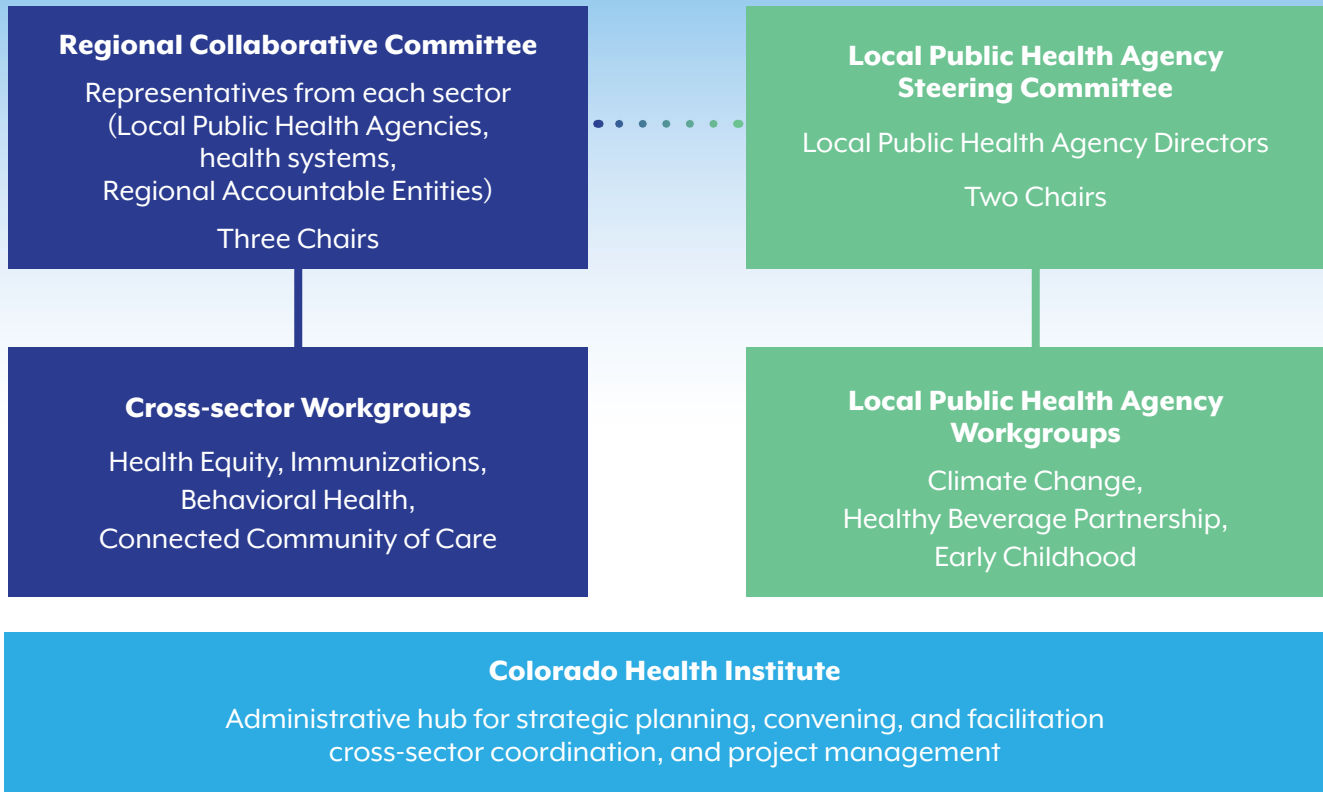 Regional Collaborative Committee
Representatives from each sector
(Local Public Health Agencies,
health systems,
Regional Accountable Entities)
Three Chairs
Local Public Health Agency
Steering Committee
Local Public Health Agency Directors
Two Chairs
Cross-sector Workgroups
Health Equity, Immunizations,
Behavioral Health,
Connected Community of Care
Local Public Health Agency
Workgroups
Climate Change,
Healthy Beverage Partnership,
Early Childhood
Colorado Health Institute
Administrative hub for strategic planning, convening, and facilitation
cross-sector coordination, and project management